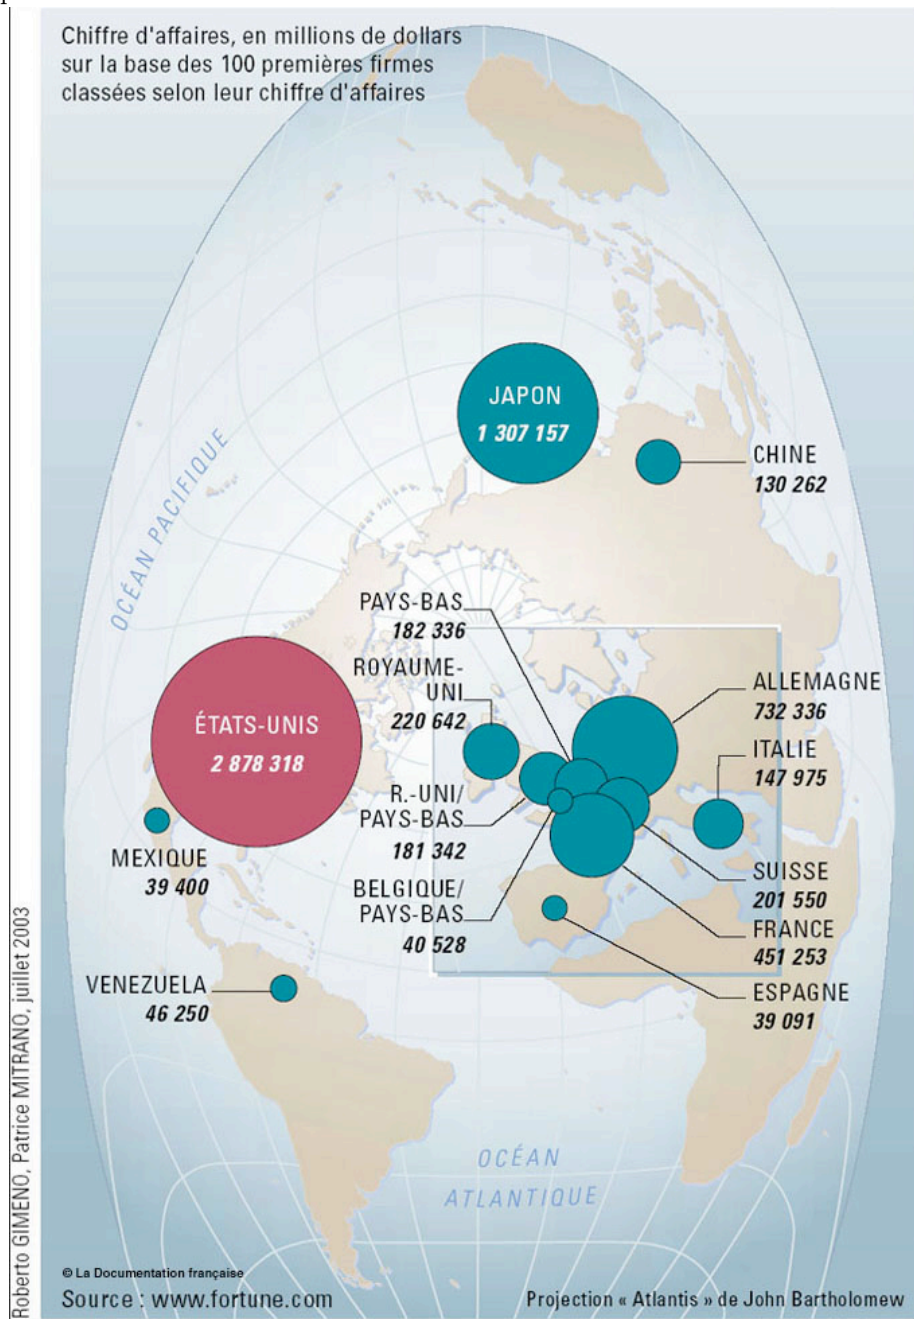 Chiffre d'affaires, en millions de dollars
sur la base des 100 premières firmes
classées selon leur chiffre d'affaires
JAPON
1 307 157
CHINE
130 262
OCÉAN PACIFIQUE
PAYS-BAS
182 336
ROYAUME-
UNI
220 642
ALLEMAGNE
732 336
ÉTATS-UNIS
2 878 318
ITALIE
147 975
R.-UNI/
PAYS-BAS
181 342
MEXIQUE
39 400
BELGIQUE/
PAYS-BAS
40 528
SUISSE
201 550
FRANCE
451 253
VENEZUELA
46 250
ESPAGNE
39 091
OCÉAN
ATLANTIQUE
Roberto GIMENO, Patrice MITRANO, juillet 2003
© La Documentation française
Source : www.fortune.com
Projection « Atlantis » de John Bartholomew